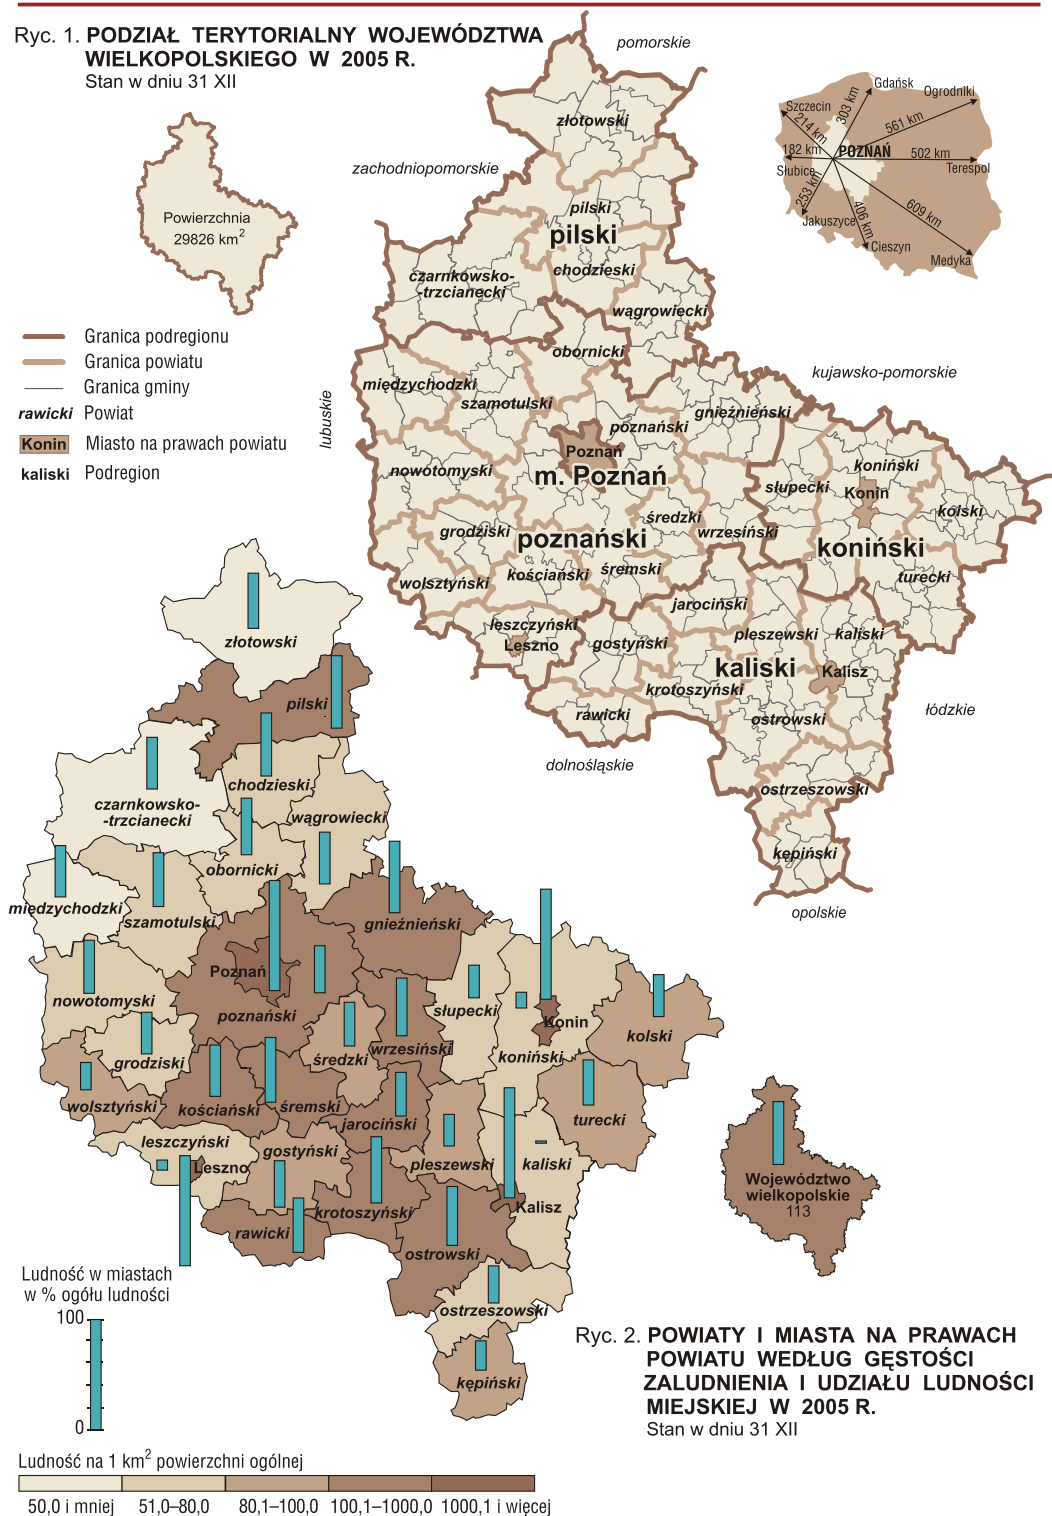 Ryc. 1. PODZIAŁ TERYTORIALNY WOJEWÓDZTWA
WIELKOPOLSKIEGO W 2005 R.
Stan w dniu 31 XII
Powierzchnia
29826 km2
Granica podregionu
Granica powiatu
Granica gminy
rawicki Powiat
Konin Miasto na prawach powiatu
kaliski Podregion
pomorskie
zachodniopomorskie
lubuskie
kujawsko-pomorskie
łódzkie
dolnośląskie
opolskie
złotowski
pilski
pilski
czarnkowsko-
-trzcianecki
chodzieski
wągrowiecki
obornicki
międzychodzki
szamotulski
gnieźnieński
poznański
Poznań
m. Poznań
nowotomyski
słupecki
koniński
Konin
kolski
grodziski
poznański
średzki
wrzesiński
koniński
wolsztyński
kościański
śremski
turecki
jarociński
leszczyński
Leszno
gostyński
pleszewski
kaliski
kaliski
Kalisz
krotoszyński
rawicki
ostrowski
ostrzeszowski
kępiński
Gdańsk
Ogrodniki
Szczecin
303 km
214 km
561 km
182 km
POZNAŃ
502 km
Słubice
Terespol
253 km
406 km
609 km
Jakuszyce
Cieszyn
Medyka
złotowski
pilski
czarnkowsko-
-trzcianecki
chodzieski
wągrowiecki
obornicki
międzychodzki
szamotulski
gnieźnieński
Poznań
nowotomyski
poznański
słupecki
Konin
koniński
kolski
grodziski
średzki
wrzesiński
wolsztyński
kościański
śremski
jarociński
turecki
leszczyński
Leszno
gostyński
pleszewski
kaliski
Kalisz
rawicki
krotoszyński
ostrowski
ostrzeszowski
kępiński
Województwo
wielkopolskie
113
Ludność w miastach
w % ogółu ludności
100
0
Ryc. 2. POWIATY I MIASTA NA PRAWACH
POWIATU WEDŁUG GĘSTOŚCI
ZALUDNIENIA I UDZIAŁU LUDNOŚCI
MIEJSKIEJ W 2005 R.
Stan w dniu 31 XII
Ludność na 1 km2 powierzchni ogólnej
50,0 i mniej 51,0–80,0 80,1–100,0 100,1–1000,0 1000,1 i więcej